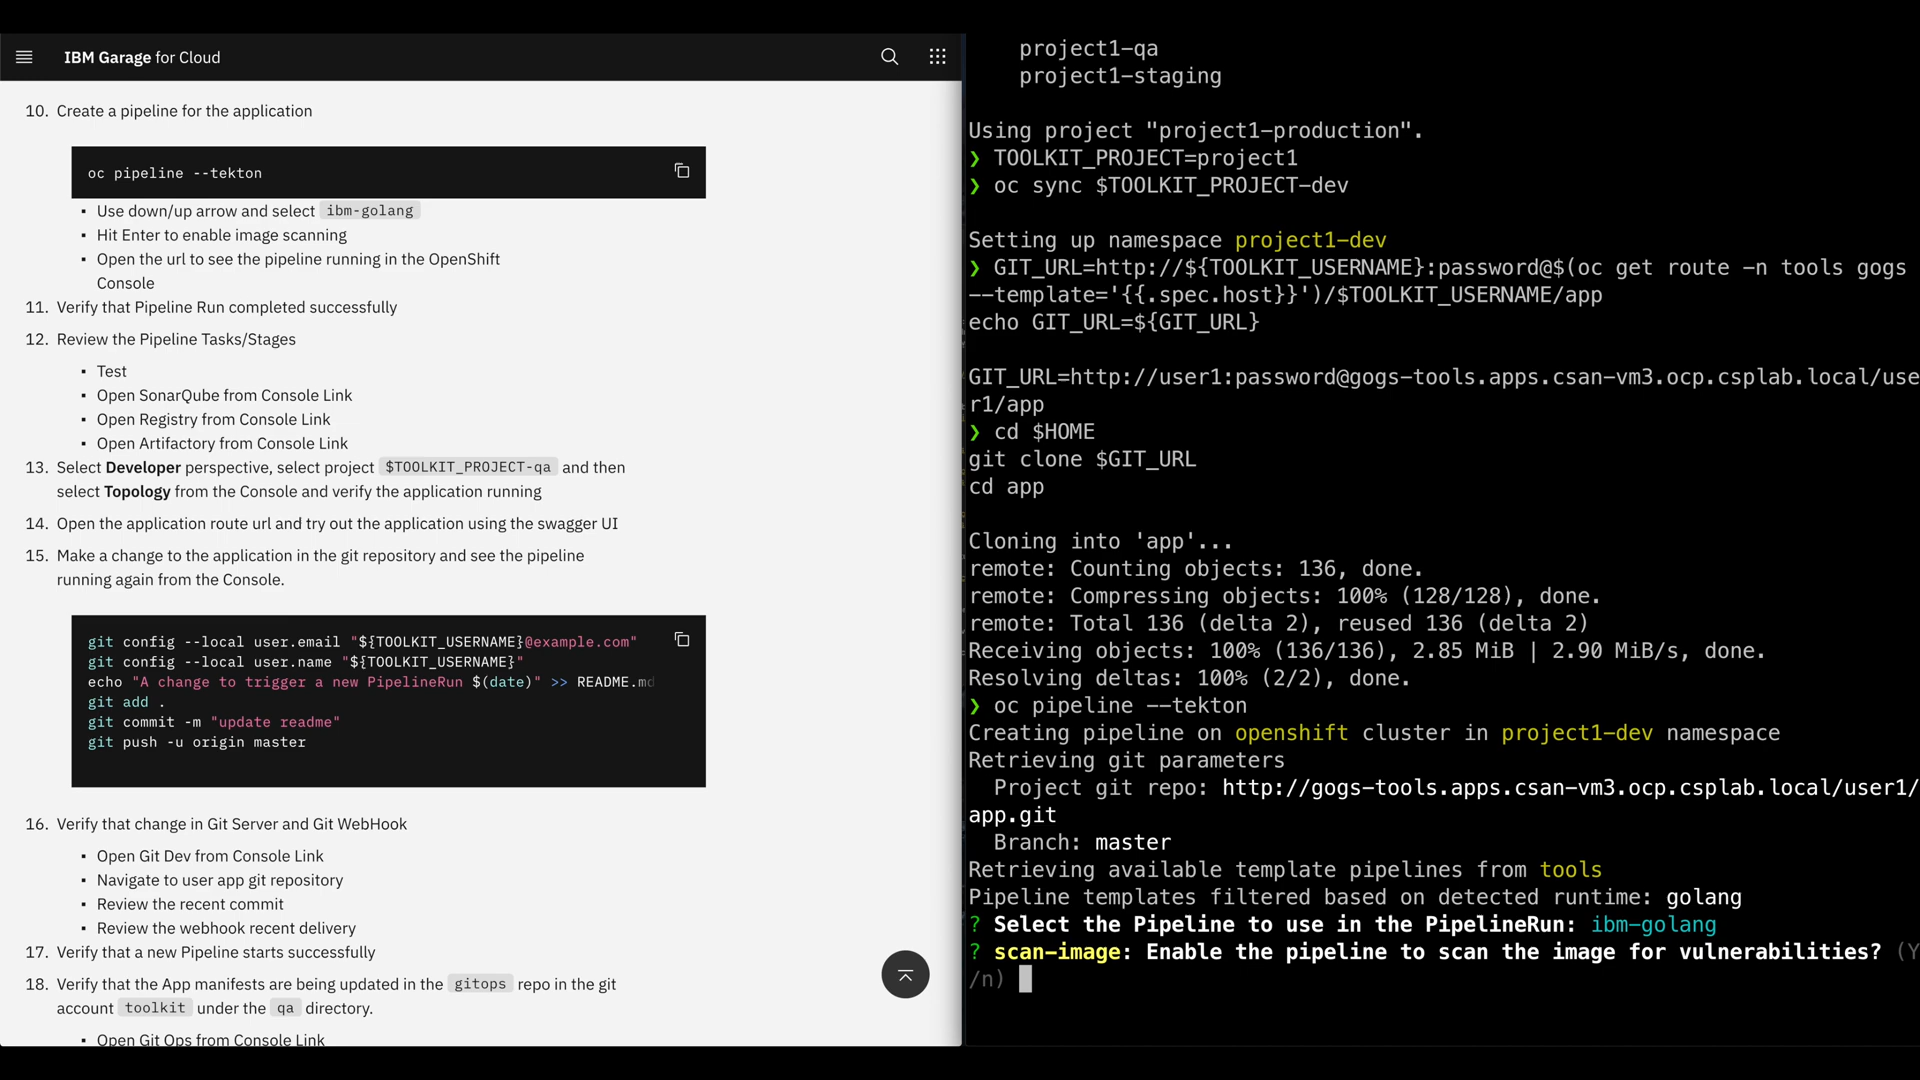 IBM Garage for Cloud
10. Create a pipeline for the application
oc pipeline --tekton
▪ Use down/up arrow and select ibm-golang
▪ Hit Enter to enable image scanning
▪ Open the url to see the pipeline running in the OpenShift
Console
11. Verify that Pipeline Run completed successfully
12. Review the Pipeline Tasks/Stages
▪ Test
▪ Open SonarQube from Console Link
▪ Open Registry from Console Link
▪ Open Artifactory from Console Link
13. Select Developer perspective, select project $TOOLKIT_PROJECT-qa and then
select Topology from the Console and verify the application running
14. Open the application route url and try out the application using the swagger UI
15. Make a change to the application in the git repository and see the pipeline
running again from the Console.
git config --local user.email "${TOOLKIT_USERNAME}@example.com"
git config --local user.name "${TOOLKIT_USERNAME}"
echo "A change to trigger a new PipelineRun $(date)" >> README.md
git add .
git commit -m "update readme"
git push -u origin master
16. Verify that change in Git Server and Git WebHook
▪ Open Git Dev from Console Link
▪ Navigate to user app git repository
▪ Review the recent commit
▪ Review the webhook recent delivery
17. Verify that a new Pipeline starts successfully
18. Verify that the App manifests are being updated in the gitops repo in the git
account toolkit under the qa directory.
▪ Open Git Ops from Console Link
project1-qa
project1-staging
Using project "project1-production".
❯ TOOLKIT_PROJECT=project1
❯ oc sync $TOOLKIT_PROJECT-dev
Setting up namespace project1-dev
❯ GIT_URL=http://${TOOLKIT_USERNAME}:password@$(oc get route -n tools gogs
--template='{{.spec.host}}')/$TOOLKIT_USERNAME/app
echo GIT_URL=${GIT_URL}
GIT_URL=http://user1:password@gogs-tools.apps.csan-vm3.ocp.csplab.local/use
r1/app
❯ cd $HOME
git clone $GIT_URL
cd app
Cloning into 'app'...
remote: Counting objects: 136, done.
remote: Compressing objects: 100% (128/128), done.
remote: Total 136 (delta 2), reused 136 (delta 2)
Receiving objects: 100% (136/136), 2.85 MiB | 2.90 MiB/s, done.
Resolving deltas: 100% (2/2), done.
❯ oc pipeline --tekton
Creating pipeline on openshift cluster in project1-dev namespace
Retrieving git parameters
Project git repo: http://gogs-tools.apps.csan-vm3.ocp.csplab.local/user1/
app.git
Branch: master
Retrieving available template pipelines from tools
Pipeline templates filtered based on detected runtime: golang
? Select the Pipeline to use in the PipelineRun: ibm-golang
? scan-image: Enable the pipeline to scan the image for vulnerabilities? (Y
/n)